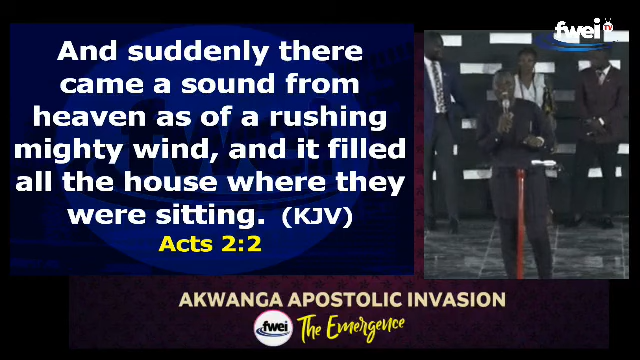 And suddenly there
came a sound from
heaven as of a rushing
mighty wind, and it filled
all the house where they
were sitting. (KJV)
Acts 2:2
fwei TV
AKWANGA APOSTOLIC INVASION
fwei The Emergence